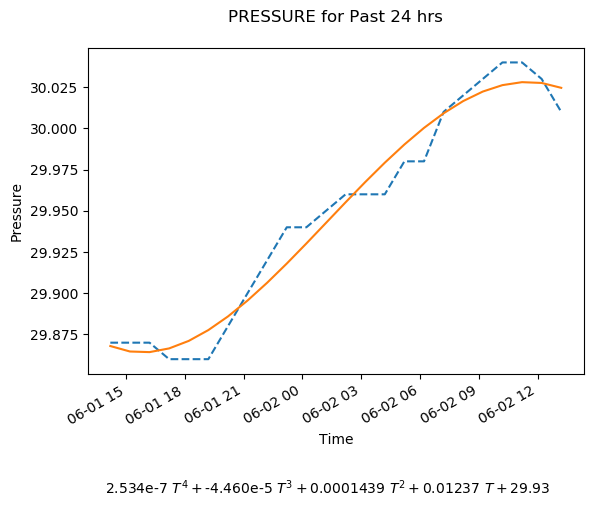 PRESSURE for Past 24 hrs
30.025
30.000
29.975
29.950
29.925
29.900
29.875
Pressure
06-01 15 06-01 18 06-01 21 06-02 00 06-02 03 06-02 06 06-02 09 06-02 12
Time
2.534e-7 T⁴ + -4.460e-5 T³ + 0.0001439 T² + 0.01237 T + 29.93